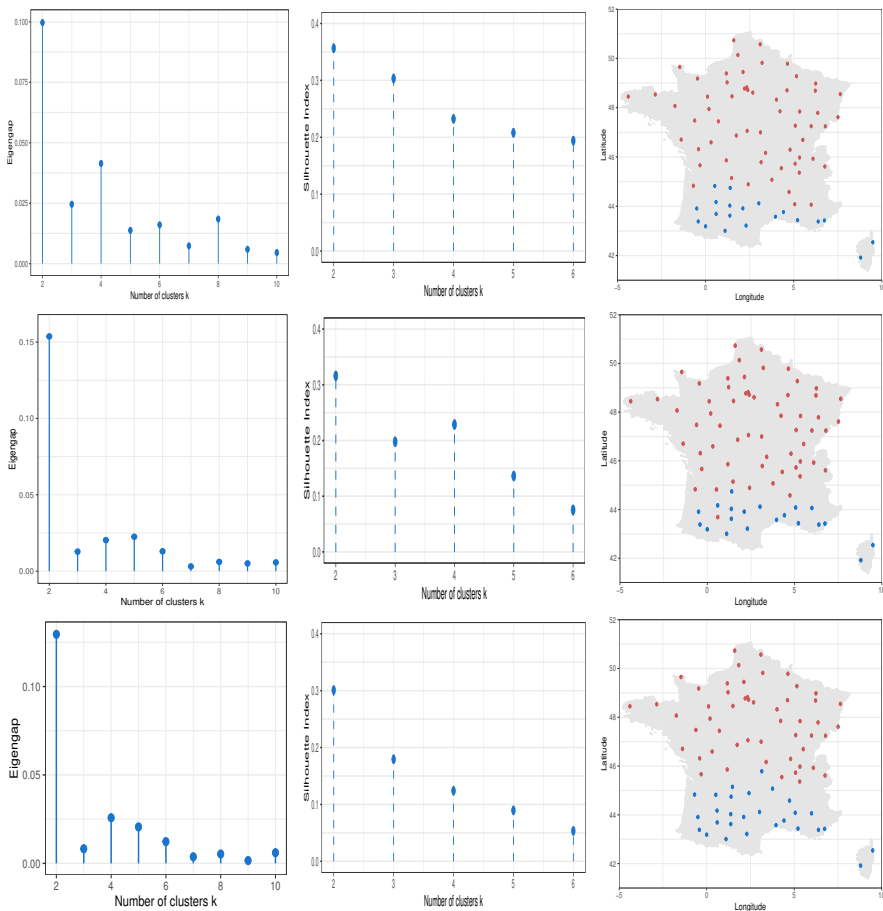 0.100
0.075
0.050
0.025
0.000
Eigengap
2 4 6 8 10
Number of clusters k
0.4
0.3
0.2
0.1
0.0
Silhouette Index
2 3 4 5 6
Number of clusters k
52
50
48
46
44
42
Latitude
−5 0 5 10
Longitude
0.15
0.10
0.05
0.00
Eigengap
2 4 6 8 10
Number of clusters k
0.4
0.3
0.2
0.1
0.0
Silhouette Index
2 3 4 5 6
Number of clusters k
52
50
48
46
44
42
Latitude
−5 0 5 10
Longitude
0.10
0.05
0.00
Eigengap
2 4 6 8 10
Number of clusters k
0.4
0.3
0.2
0.1
0.0
Silhouette Index
2 3 4 5 6
Number of clusters k
52
50
48
46
44
42
Latitude
−5 0 5 10
Longitude